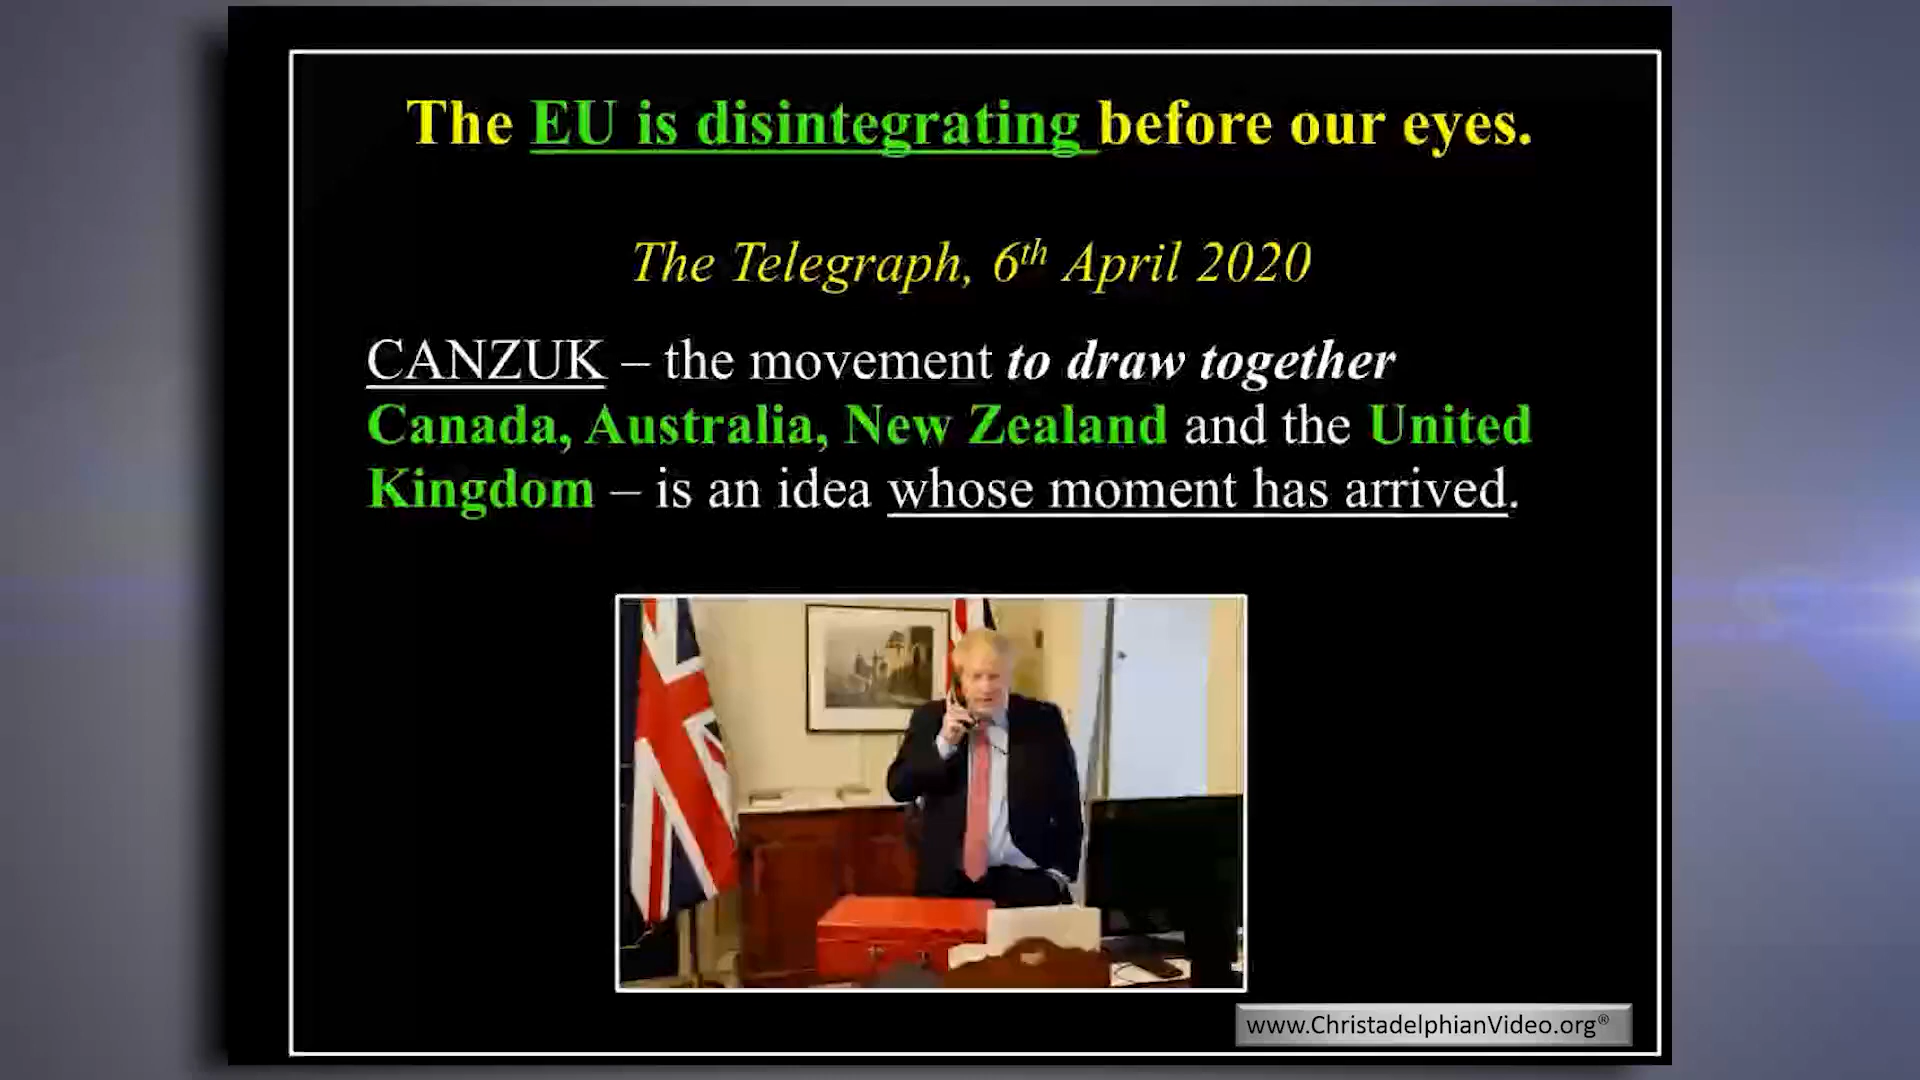 The EU is disintegrating before our eyes.
The Telegraph, 6th April 2020
CANZUK – the movement to draw together
Canada, Australia, New Zealand and the United
Kingdom – is an idea whose moment has arrived.
www.ChristadelphianVideo.org®